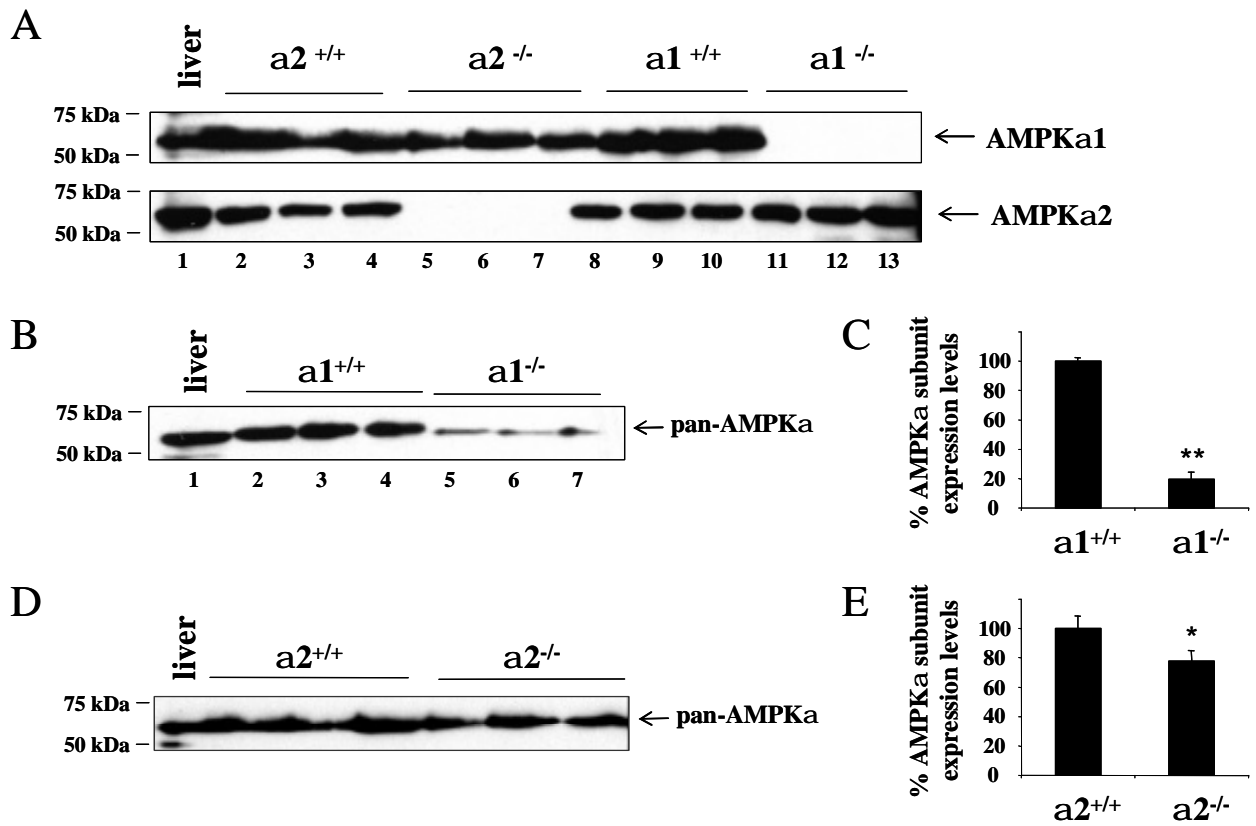 A
liver
a2 +/+
a2 -/-
a1 +/+
a1 -/-
75 kDa
50 kDa
AMPKa1
75 kDa
50 kDa
AMPKa2
1 2 3 4 5 6 7 8 9 10 11 12 13
B
liver
a1+/+
a1-/-
75 kDa
50 kDa
pan-AMPKa
1 2 3 4 5 6 7
C
% AMPKa subunit
expression levels
100
80
60
40
20
0
**
a1+/+
a1-/-
D
liver
a2+/+
a2-/-
75 kDa
50 kDa
pan-AMPKa
E
% AMPKa subunit
expression levels
100
80
60
40
20
0
*
a2+/+
a2-/-